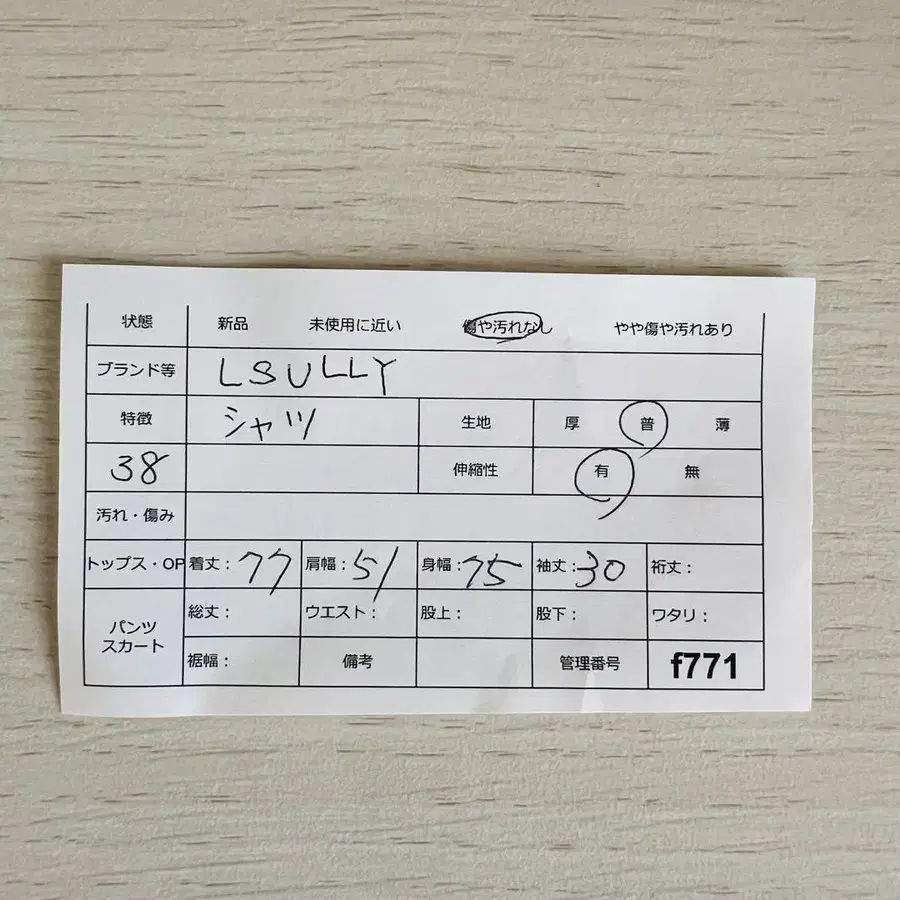 状態 新品 未使用に近い 傷や汚れなし やや傷や汚れあり
ブランド等 LSULLY
特徴 シャツ 生地 厚 普 薄
38 伸縮性 有 無
汚れ・傷み
トップス・OP 着丈：77 肩幅：51 身幅：75 袖丈：30 裄丈：
パンツ スカート 総丈： ウエスト： 股上： 股下： ワタリ：
裾幅： 備考 管理番号 f771